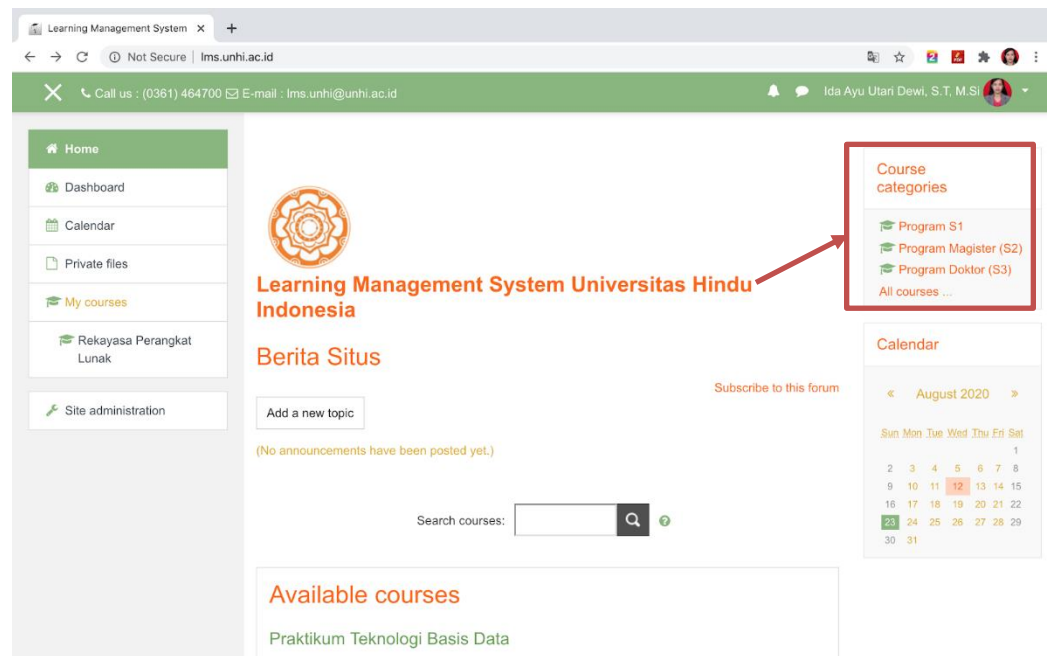 Learning Management System
Not Secure | lms.unhi.ac.id
Call us : (0361) 464700 E-mail : lms.unhi@unhi.ac.id
Ida Ayu Utari Dewi, S.T, M.Si
Home
Dashboard
Calendar
Private files
My courses
Rekayasa Perangkat
Lunak
Site administration
Learning Management System Universitas Hindu
Indonesia
Berita Situs
Subscribe to this forum
Add a new topic
(No announcements have been posted yet.)
Search courses:
Available courses
Praktikum Teknologi Basis Data
Course
categories
Program S1
Program Magister (S2)
Program Doktor (S3)
All courses ...
Calendar
« August 2020 »
Sun Mon Tue Wed Thu Fri Sat
1
2 3 4 5 6 7 8
9 10 11 12 13 14 15
16 17 18 19 20 21 22
23 24 25 26 27 28 29
30 31